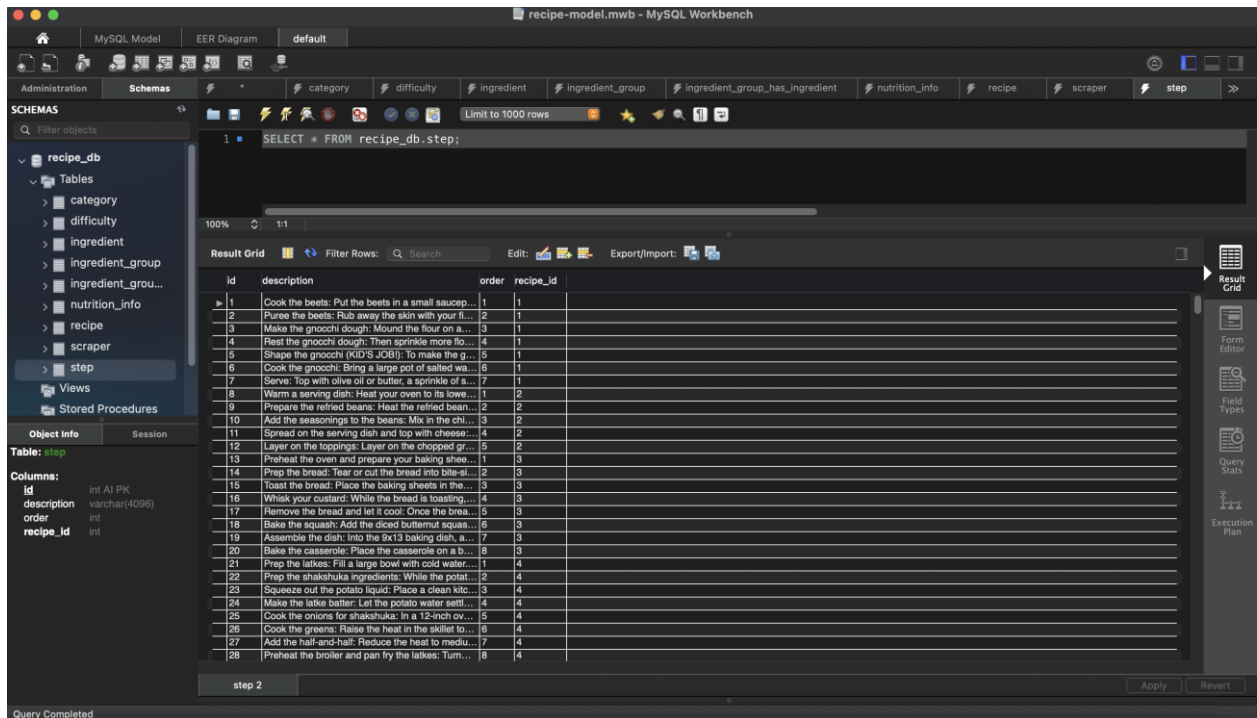 recipe-model.mwb - MySQL Workbench
MySQL Model EER Diagram default
Administration Schemas * category difficulty ingredient ingredient_group ingredient_group_has_ingredient nutrition_info recipe scraper step
SCHEMAS
Filter objects
Limit to 1000 rows
1 SELECT * FROM recipe_db.step;
recipe_db
Tables
category
difficulty
ingredient
ingredient_group
ingredient_grou...
nutrition_info
recipe
scraper
step
Views
Stored Procedures
100% 1:1
Result Grid Filter Rows: Search Edit: Export/Import:
id description order recipe_id
1 Cook the beets: Put the beets in a small saucep... 1 1
2 Puree the beets: Rub away the skin with your fi... 2 1
3 Make the gnocchi dough: Mound the flour on a... 3 1
4 Rest the gnocchi dough: Then sprinkle more flo... 4 1
5 Shape the gnocchi (KID'S JOB!): To make the g... 5 1
6 Cook the gnocchi: Bring a large pot of salted wa... 6 1
7 Serve: Top with olive oil or butter, a sprinkle of s... 7 1
8 Warm a serving dish: Heat your oven to its lowe... 1 2
9 Prepare the refried beans: Heat the refried bean... 2 2
10 Add the seasonings to the beans: Mix in the chi... 3 2
11 Spread on the serving dish and top with cheese:... 4 2
12 Layer on the toppings: Layer on the chopped gr... 5 2
13 Preheat the oven and prepare your baking shee... 1 3
14 Prep the bread: Tear or cut the bread into bite-si... 2 3
15 Toast the bread: Place the baking sheets in the... 3 3
16 Whisk your custard: While the bread is toasting,... 4 3
17 Remove the bread and let it cool: Once the brea... 5 3
18 Bake the squash: Add the diced butternut squas... 6 3
19 Assemble the dish: Into the 9x13 baking dish, a... 7 3
20 Bake the casserole: Place the casserole on a b... 8 3
21 Prep the latkes: Fill a large bowl with cold water.... 1 4
22 Prep the shakshuka ingredients: While the potat... 2 4
23 Squeeze out the potato liquid: Place a clean kitc... 3 4
24 Make the latke batter: Let the potato water settl... 4 4
25 Cook the onions for shakshuka: In a 12-inch ov... 5 4
26 Cook the greens: Raise the heat in the skillet to... 6 4
27 Add the half-and-half: Reduce the heat to mediu... 7 4
28 Preheat the broiler and pan fry the latkes: Turn... 8 4
Result
Grid
Form
Editor
Field
Types
Query
Stats
Execution
Plan
Object Info Session
Table: step
Columns:
id int AI PK
description varchar(4096)
order int
recipe_id int
step 2
Apply Revert
Query Completed